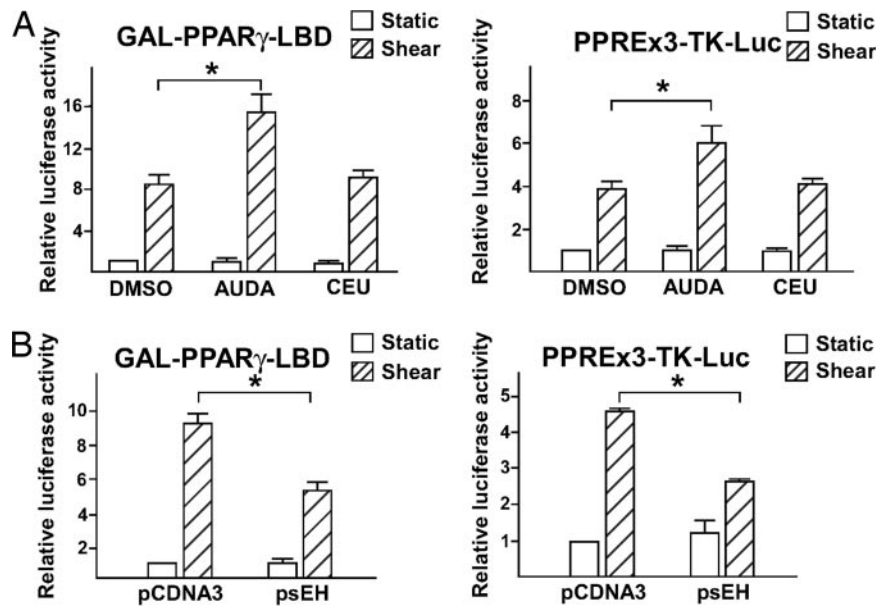 A
GAL-PPARγ-LBD
Static
Shear
Relative luciferase activity
16
12
8
4
*
DMSO AUDA CEU
PPREx3-TK-Luc
Static
Shear
Relative luciferase activity
8
6
4
2
*
DMSO AUDA CEU
B
GAL-PPARγ-LBD
Static
Shear
Relative luciferase activity
10
8
6
4
2
*
pCDNA3 psEH
PPREx3-TK-Luc
Static
Shear
Relative luciferase activity
5
4
3
2
1
*
pCDNA3 psEH